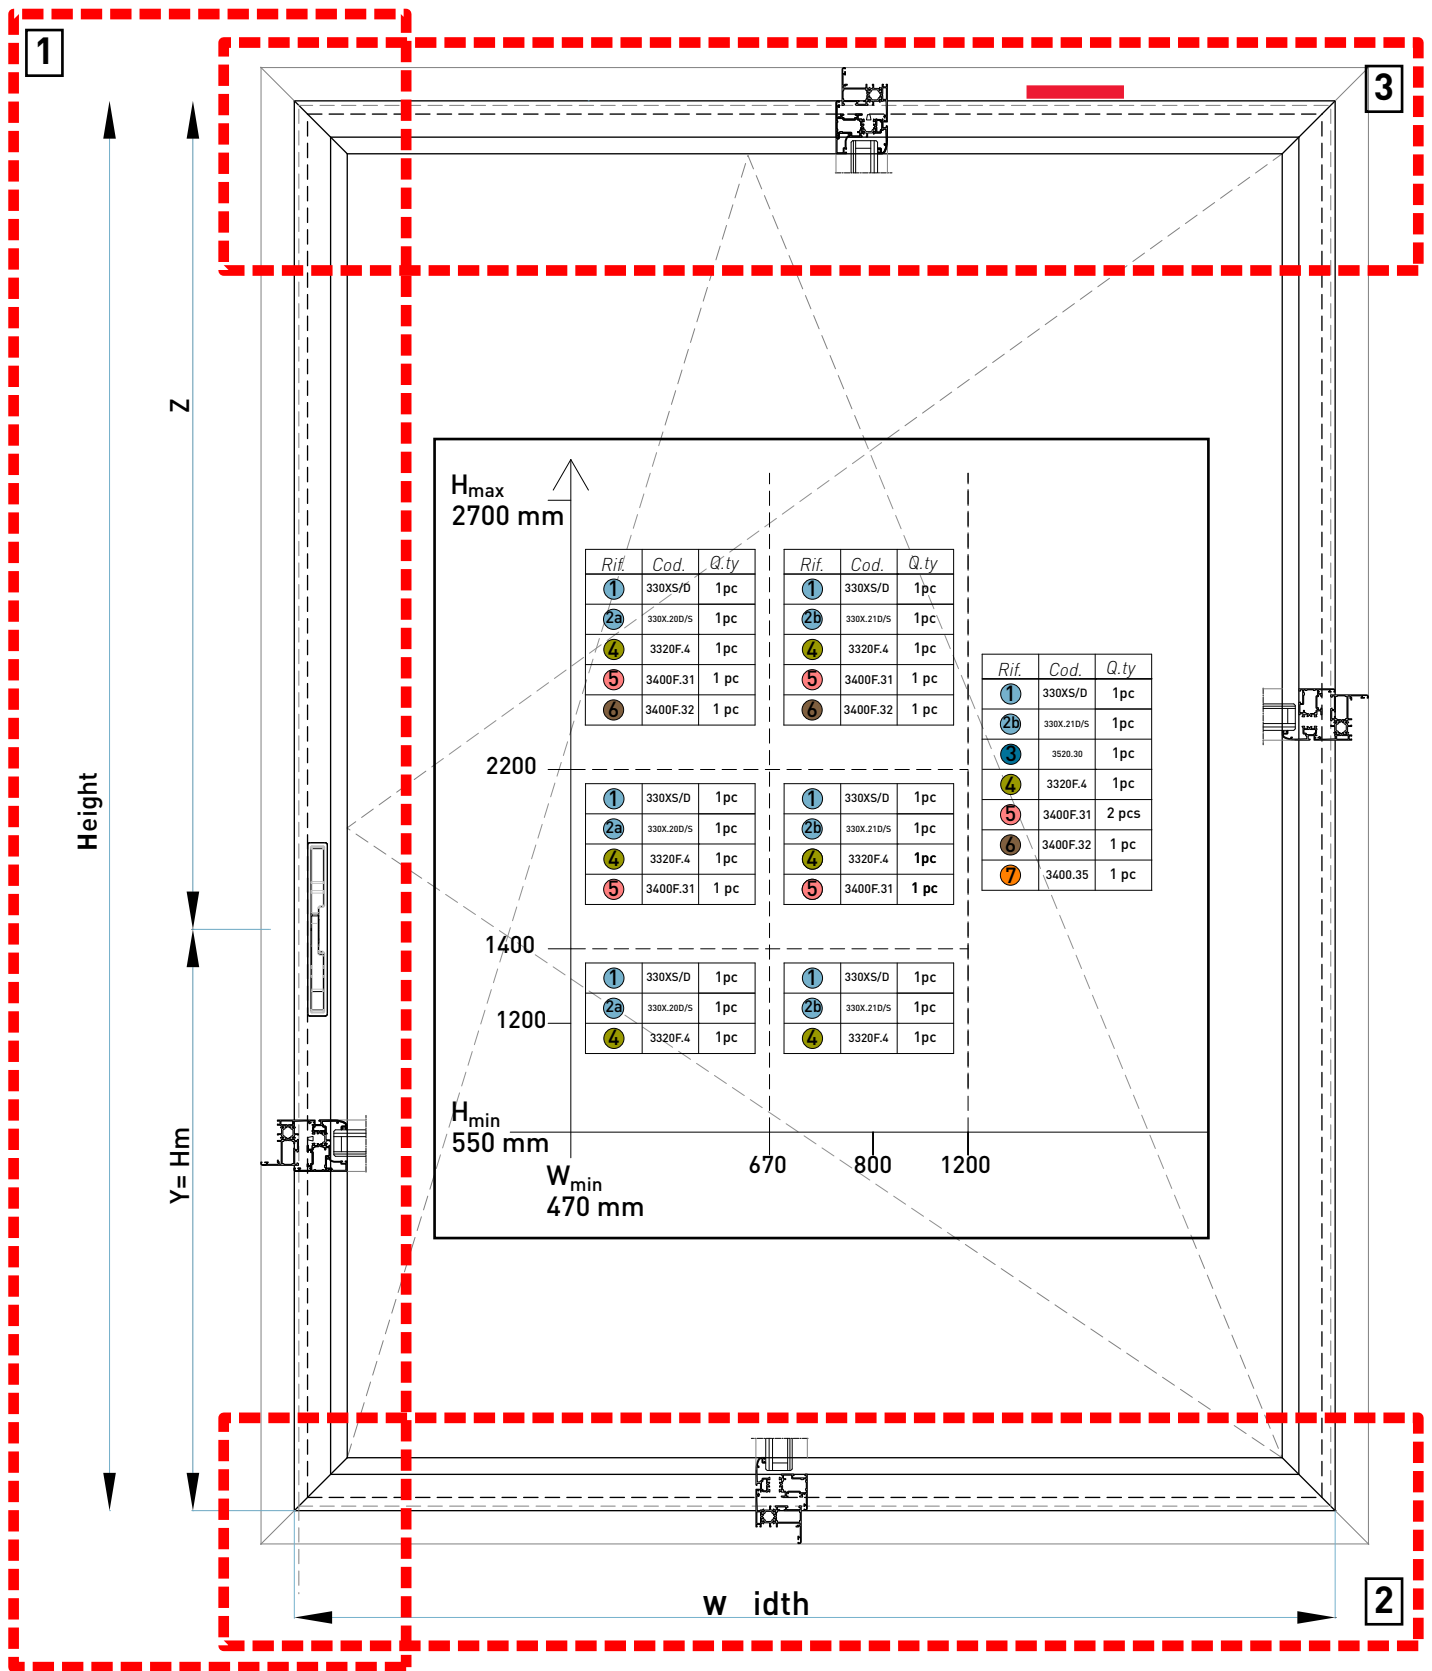 1
3
Z
Height
Y= Hm
Hmax
2700 mm
Rif. Cod. Q.ty
1 330XS/D 1pc
2a 330X.20D/S 1pc
4 3320F.4 1pc
5 3400F.31 1 pc
6 3400F.32 1 pc
Rif. Cod. Q.ty
1 330XS/D 1pc
2b 330X.21D/S 1pc
4 3320F.4 1pc
5 3400F.31 1 pc
6 3400F.32 1 pc
Rif. Cod. Q.ty
1 330XS/D 1pc
2b 330X.21D/S 1pc
3 3520.30 1pc
4 3320F.4 1pc
5 3400F.31 2 pcs
6 3400F.32 1 pc
7 3400.35 1 pc
2200
1 330XS/D 1pc
2a 330X.20D/S 1pc
4 3320F.4 1pc
5 3400F.31 1 pc
1 330XS/D 1pc
2b 330X.21D/S 1pc
4 3320F.4 1pc
5 3400F.31 1 pc
1400
1 330XS/D 1pc
2a 330X.20D/S 1pc
4 3320F.4 1pc
1 330XS/D 1pc
2b 330X.21D/S 1pc
4 3320F.4 1pc
1200
Hmin
550 mm
Wmin
470 mm
670 800 1200
W idth
2